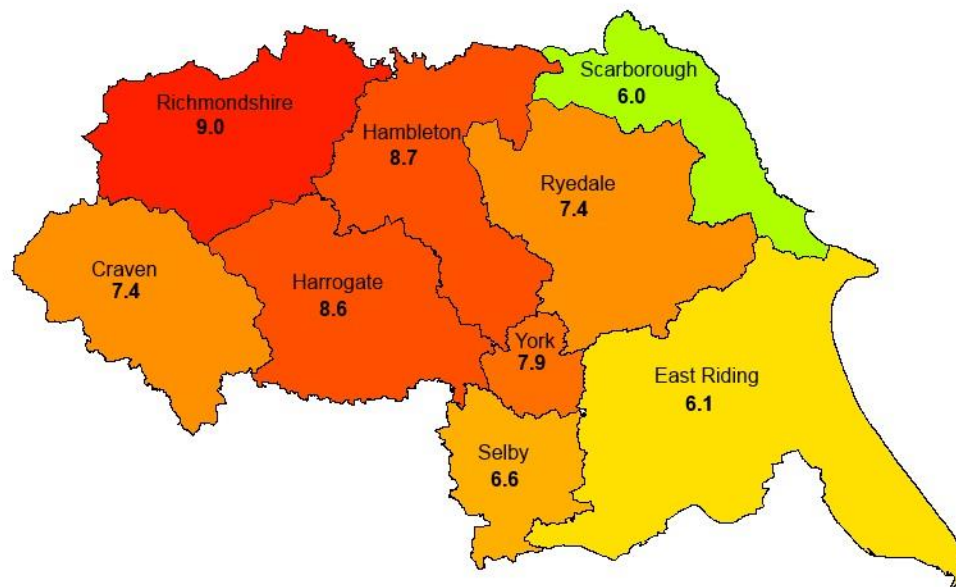 Scarborough
6.0
Richmondshire
9.0
Hambleton
8.7
Ryedale
7.4
Craven
7.4
Harrogate
8.6
York
7.9
East Riding
6.1
Selby
6.6